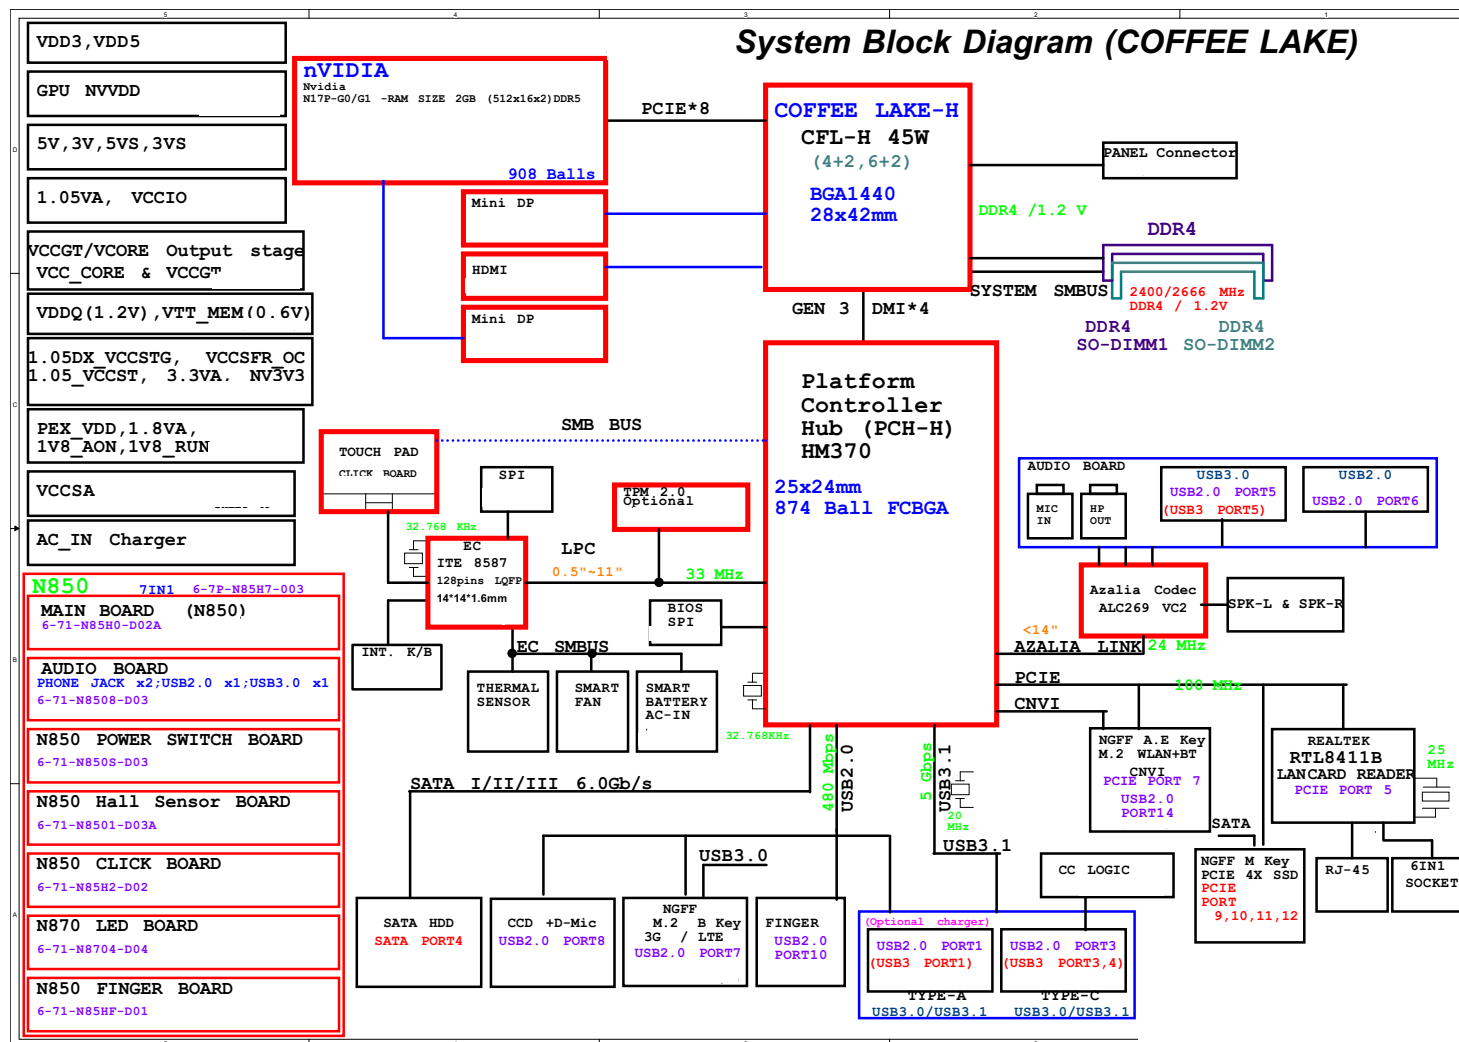 System Block Diagram (COFFEE LAKE)
5
4
3
2
1
D
C
B
A
VDD3,VDD5
GPU NVVDD
5V,3V,5VS,3VS
1.05VA, VCCIO
VCCGT/VCORE Output stage
VCC_CORE & VCCGT
VDDQ(1.2V),VTT_MEM(0.6V)
1.05DX_VCCSTG, VCCSFR_OC
1.05_VCCST, 3.3VA. NV3V3
PEX_VDD,1.8VA,
1V8_AON,1V8_RUN
VCCSA
AC_IN Charger
N850 7IN1 6-7P-N85H7-003
MAIN BOARD (N850)
6-71-N85H0-D02A
AUDIO BOARD
PHONE JACK x2;USB2.0 x1;USB3.0 x1
6-71-N8508-D03
N850 POWER SWITCH BOARD
6-71-N850S-D03
N850 Hall Sensor BOARD
6-71-N8501-D03A
N850 CLICK BOARD
6-71-N85H2-D02
N870 LED BOARD
6-71-N8704-D04
N850 FINGER BOARD
6-71-N85HF-D01
nVIDIA
Nvidia
N17P-G0/G1 -RAM SIZE 2GB (512x16x2)DDR5
908 Balls
PCIE*8
Mini DP
HDMI
Mini DP
COFFEE LAKE-H
CFL-H 45W
(4+2,6+2)
BGA1440
28x42mm
PANEL Connector
DDR4 /1.2 V
DDR4
SYSTEM SMBUS
2400/2666 MHz
DDR4 / 1.2V
DDR4
SO-DIMM1
DDR4
SO-DIMM2
GEN 3 DMI*4
Platform
Controller
Hub (PCH-H)
HM370
25x24mm
874 Ball FCBGA
SMB BUS
TOUCH PAD
CLICK BOARD
SPI
TPM 2.0
Optional
32.768 KHz
EC
ITE 8587
128pins LQFP
14*14*1.6mm
LPC
0.5"~11"
33 MHz
BIOS
SPI
INT. K/B
EC SMBUS
THERMAL
SENSOR
SMART
FAN
SMART
BATTERY
AC-IN
32.768KHz
AUDIO BOARD
MIC
IN
HP
OUT
USB3.0
USB2.0 PORT5
(USB3 PORT5)
USB2.0
USB2.0 PORT6
Azalia Codec
ALC269 VC2
SPK-L & SPK-R
<14"
AZALIA LINK
24 MHz
PCIE
100 MHz
CNVI
NGFF A.E Key
M.2 WLAN+BT
CNVI
PCIE PORT 7
USB2.0
PORT14
REALTEK
RTL8411B
LANCARD READER
PCIE PORT 5
25
MHz
SATA
NGFF M Key
PCIE 4X SSD
PCIE
PORT
9,10,11,12
RJ-45
6IN1
SOCKET
SATA I/II/III 6.0Gb/s
480 Mbps
USB2.0
5 Gbps
USB3.1
20
MHz
USB3.0
USB3.1
CC LOGIC
SATA HDD
SATA PORT4
CCD +D-Mic
USB2.0 PORT8
NGFF
M.2 B Key
3G / LTE
USB2.0 PORT7
FINGER
USB2.0
PORT10
(Optional charger)
USB2.0 PORT1
(USB3 PORT1)
TYPE-A
USB3.0/USB3.1
USB2.0 PORT3
(USB3 PORT3,4)
TYPE-C
USB3.0/USB3.1